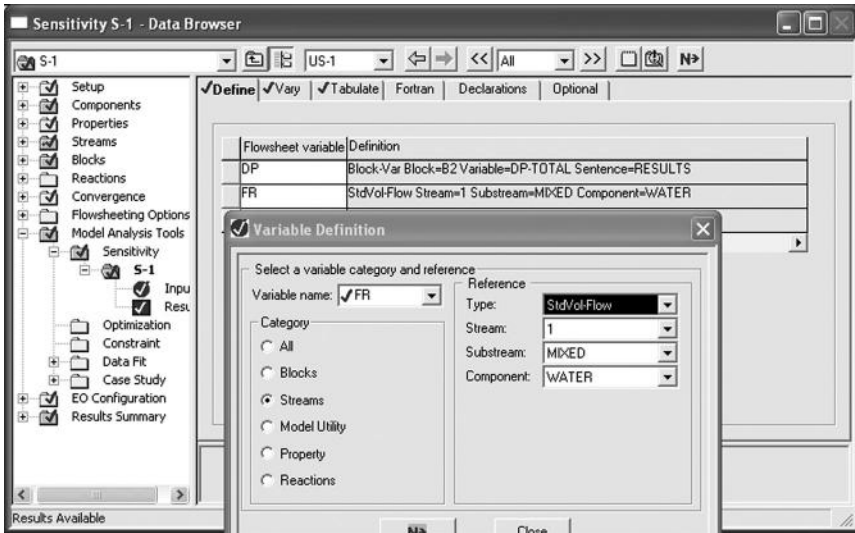 Sensitivity S-1 - Data Browser
S-1
US-1
<< All >>
N>
Setup
Components
Properties
Streams
Blocks
Reactions
Convergence
Flowsheeting Options
Model Analysis Tools
Sensitivity
S-1
Inpu
Resu
Optimization
Constraint
Data Fit
Case Study
EO Configuration
Results Summary
Results Available
Define Vary Tabulate Fortran Declarations Optional
Flowsheet variable Definition
DP Block-Var Block=B2 Variable=DP-TOTAL Sentence=RESULTS
FR StdVol-Flow Stream=1 Substream=MIXED Component=WATER
Variable Definition
Select a variable category and reference
Variable name: FR
Category
All
Blocks
Streams
Model Utility
Property
Reactions
Reference
Type: StdVol-Flow
Stream: 1
Substream: MIXED
Component: WATER
N> Close